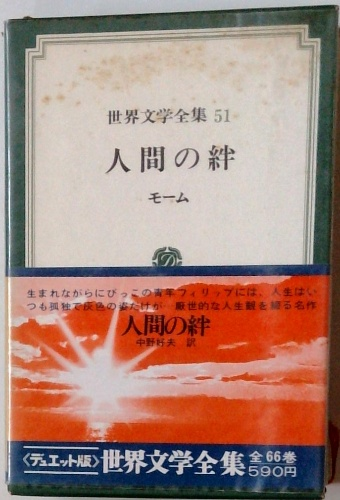 世界文学全集 51
人間の絆
モーム
D
生まれながらにびっこの青年フィリップには、人生はい
つも孤独で灰色の姿だけが 厭世的な人生観を綴る名作
人間の絆
中野好夫 訳
〈デュエット版〉世界文学全集 全66巻
590円